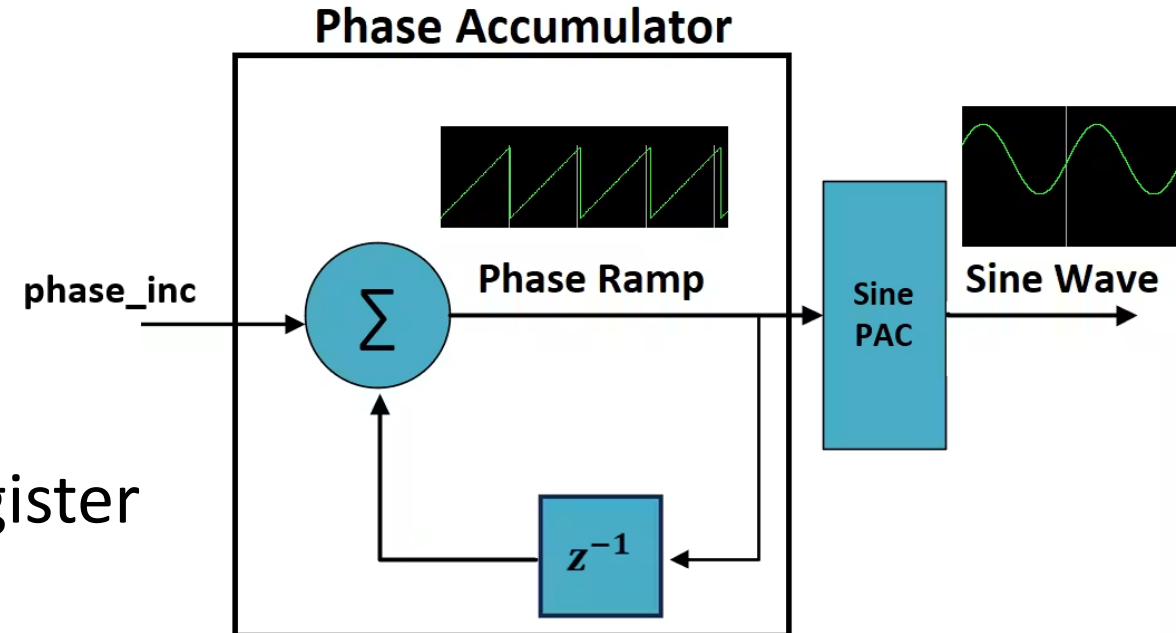 Phase Accumulator
phase_inc
∑
Phase Ramp
Sine
PAC
Sine Wave
gister
z⁻¹